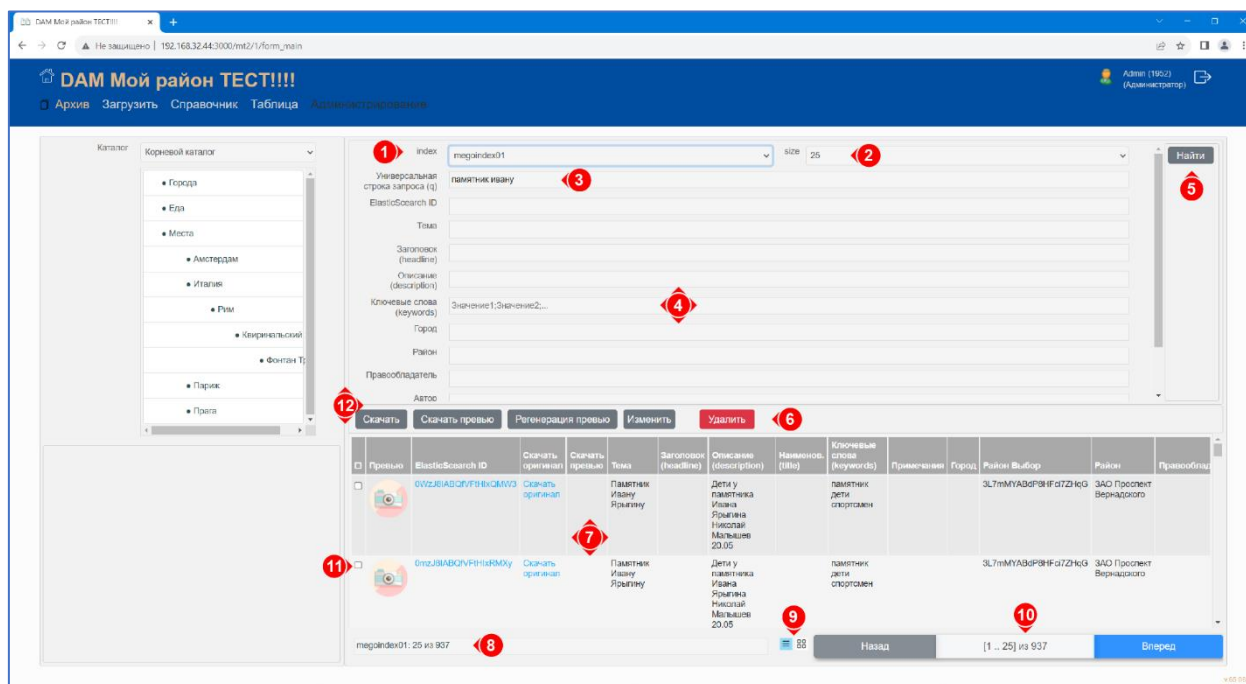 DAM Мой район ТЕСТ!!!!
Не защищено | 192.168.32.44:3000/mt2/1/form_main
DAM Мой район ТЕСТ!!!!
Admin (1952)
(Администратор)
Архив Загрузить Справочник Таблица Администрирование
Каталог Корневой каталог
• Города
• Еда
• Места
• Амстердам
• Италия
• Рим
• Квиринальский
• Фонтан Тр
• Париж
• Прага
1 index megoindex01 size 25 2
Найти
5
Универсальная
строка запроса (q) памятник ивану 3
ElasticSoearch ID
Тема
Заголовок
(headline)
Описание
(description)
Ключевые слова
(keywords) Значение1;Значение2;... 4
Город
Район
Правообладатель
Автор
12
Скачать Скачать превью Регенерация превью Изменить Удалить 6
Превью ElasticSoearch ID Скачать оригинал Скачать превью Тема Заголовок (headline) Описание (description) Наименов. (title) Ключевые слова (keywords) Примечания Город Район Выбор Район Правооблад
0WzJ8IABQfVFtHIxQMW3 Скачать оригинал Памятник Ивану Ярыгину Дети у памятника Ивана Ярыгина Николай Малышев 20.05 памятник дети спортсмен 3L7mMYABdP8HFci7ZHqG ЗАО Проспект Вернадского
7
11
0mzJ8IABQfVFtHIxRMXy Скачать оригинал Памятник Ивану Ярыгину Дети у памятника Ивана Ярыгина Николай Малышев 20.05 памятник дети спортсмен 3L7mMYABdP8HFci7ZHqG ЗАО Проспект Вернадского
9
10
megoindex01: 25 из 937 8
Назад [1 .. 25] из 937 Вперед